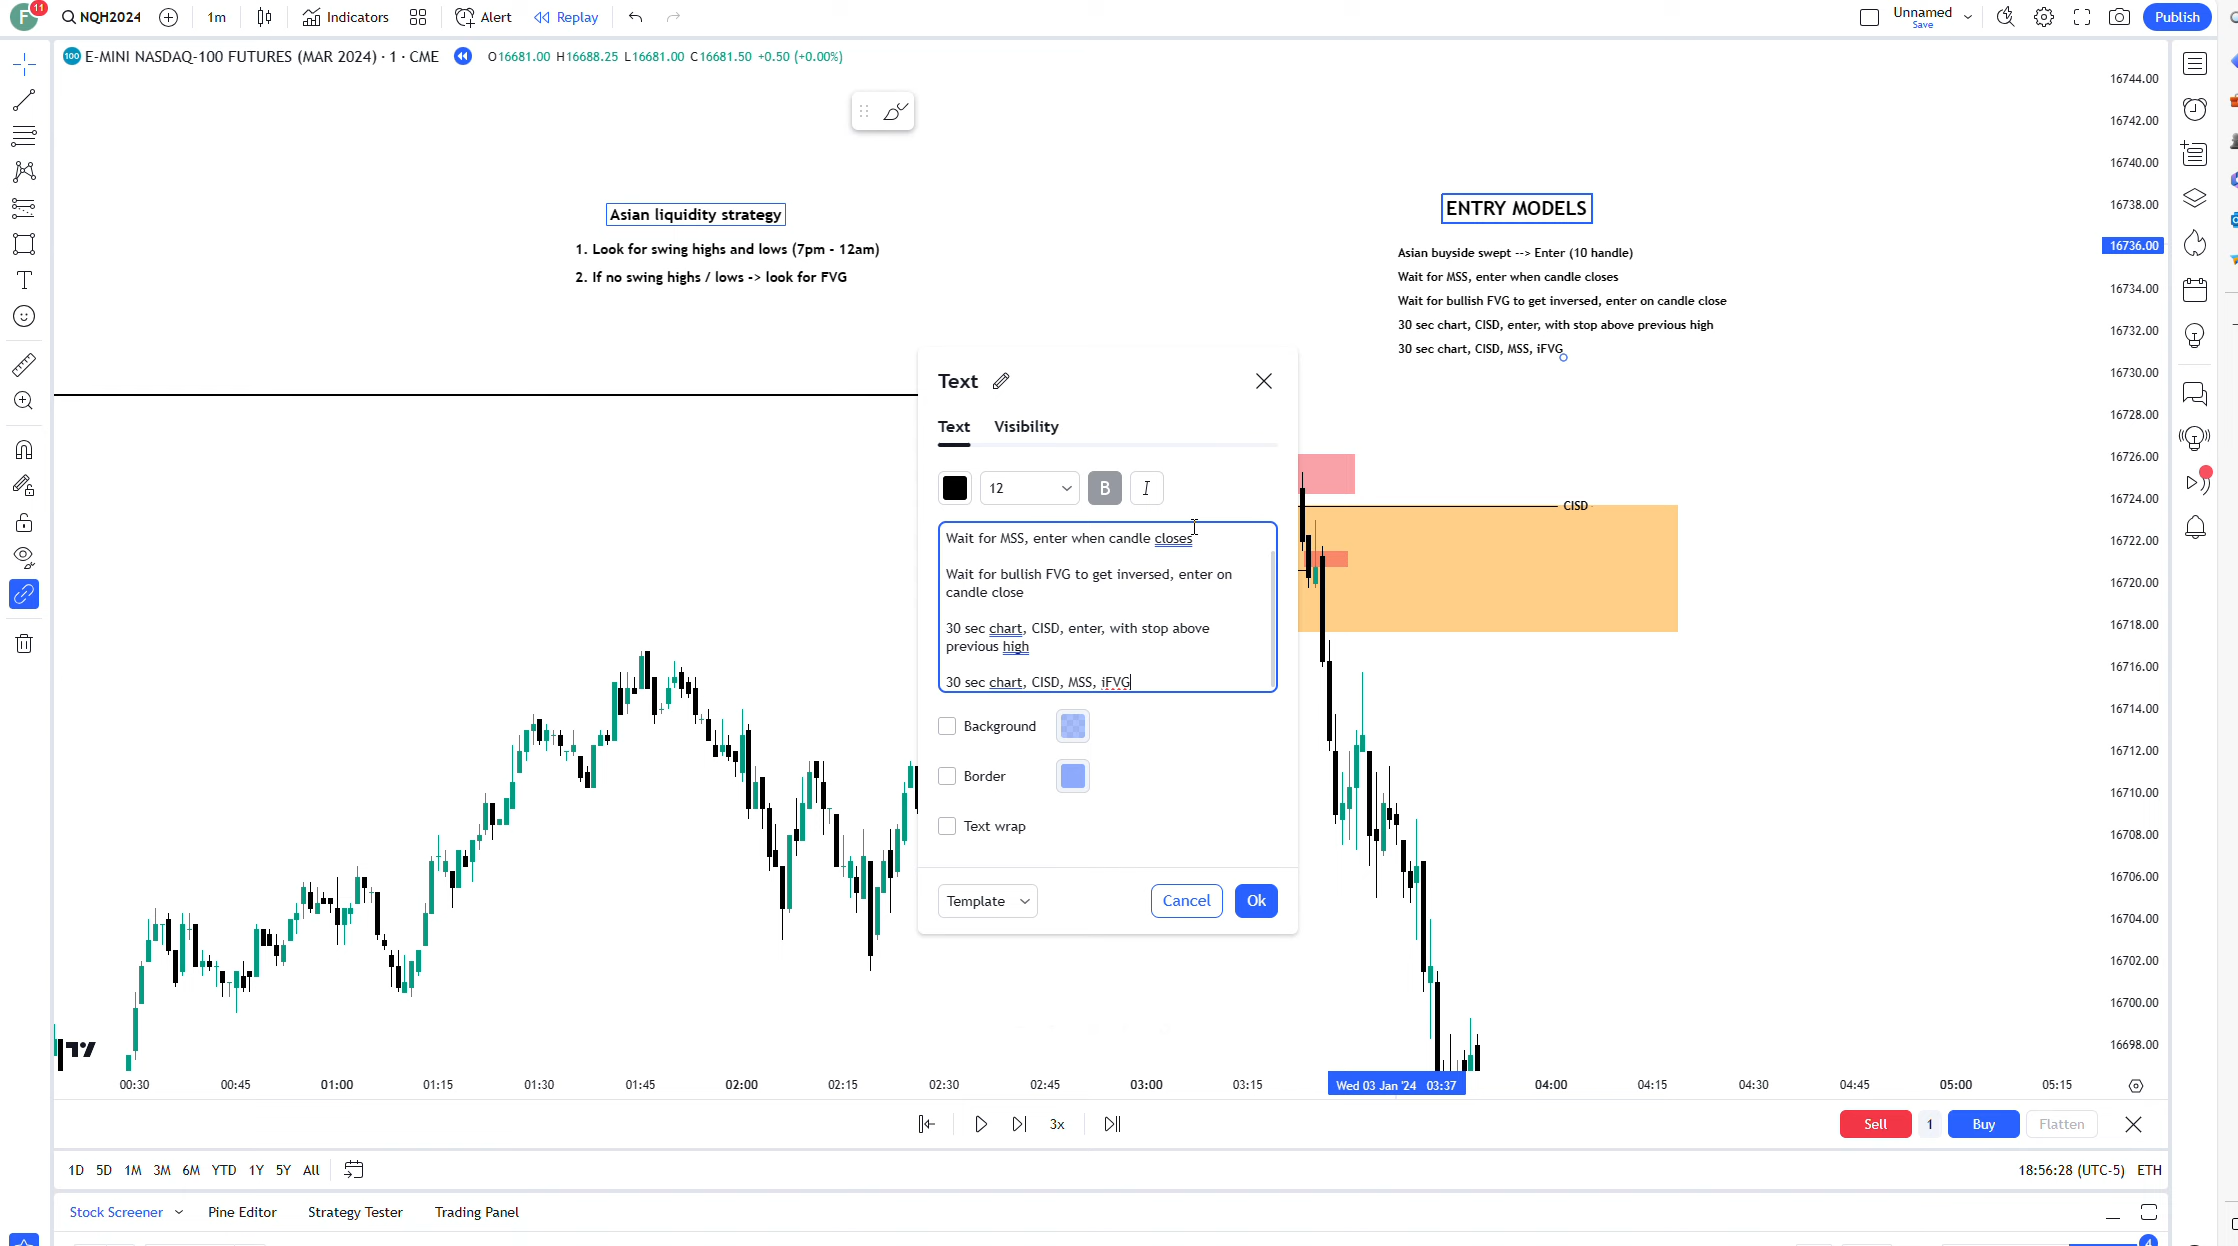 F
11
NQH2024
1m
Indicators
Alert
Replay
Unnamed
Save
Publish
100
E-MINI NASDAQ-100 FUTURES (MAR 2024) · 1 · CME
O16681.00 H16688.25 L16681.00 C16681.50 +0.50 (+0.00%)
Asian liquidity strategy
1. Look for swing highs and lows (7pm - 12am)
2. If no swing highs / lows -> look for FVG
ENTRY MODELS
Asian buyside swept --> Enter (10 handle)
Wait for MSS, enter when candle closes
Wait for bullish FVG to get inversed, enter on candle close
30 sec chart, CISD, enter, with stop above previous high
30 sec chart, CISD, MSS, iFVG
Text
Text
Visibility
12
B
I
Wait for MSS, enter when candle closes
Wait for bullish FVG to get inversed, enter on
candle close
30 sec chart, CISD, enter, with stop above
previous high
30 sec chart, CISD, MSS, iFVG
Background
Border
Text wrap
Template
Cancel
Ok
CISD
16744.00
16742.00
16740.00
16738.00
16736.00
16734.00
16732.00
16730.00
16728.00
16726.00
16724.00
16722.00
16720.00
16718.00
16716.00
16714.00
16712.00
16710.00
16708.00
16706.00
16704.00
16702.00
16700.00
16698.00
00:30
00:45
01:00
01:15
01:30
01:45
02:00
02:15
02:30
02:45
03:00
03:15
Wed 03 Jan '24 03:37
04:00
04:15
04:30
04:45
05:00
05:15
3x
Sell
1
Buy
Flatten
1D
5D
1M
3M
6M
YTD
1Y
5Y
All
18:56:28 (UTC-5)
ETH
Stock Screener
Pine Editor
Strategy Tester
Trading Panel
4